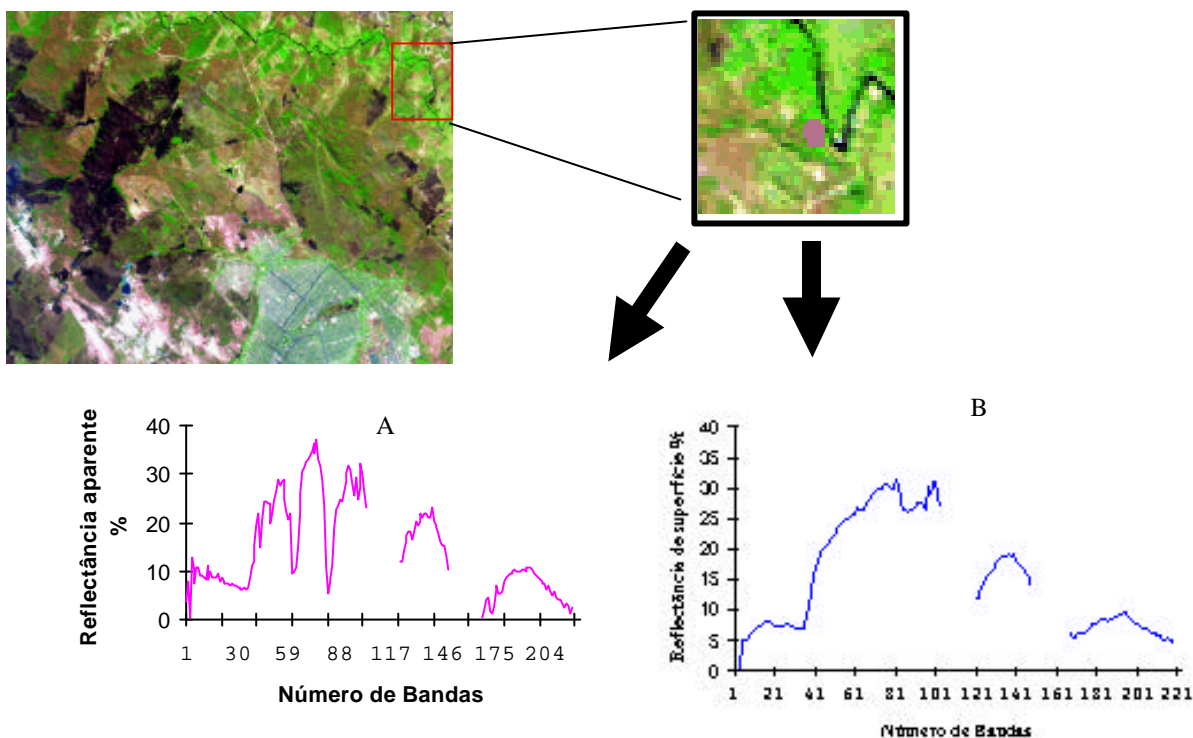 A
Reflectância aparente
%
40
30
20
10
0
1 30 59 88 117 146 175 204
Número de Bandas
B
Reflectância de superfície %
40
35
30
25
20
15
10
5
0
1 21 41 61 81 101 121 141 161 181 201 221
Número de Bandas